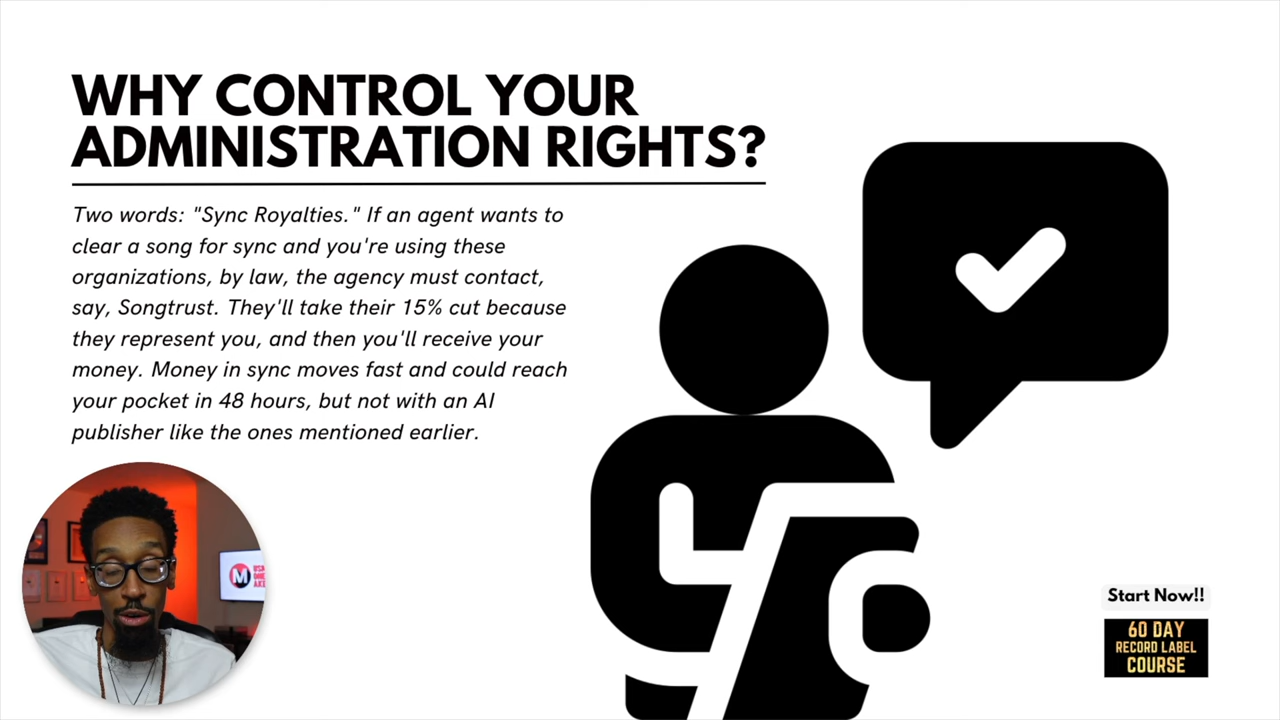 WHY CONTROL YOUR
ADMINISTRATION RIGHTS?
Two words: "Sync Royalties." If an agent wants to
clear a song for sync and you're using these
organizations, by law, the agency must contact,
say, Songtrust. They'll take their 15% cut because
they represent you, and then you'll receive your
money. Money in sync moves fast and could reach
your pocket in 48 hours, but not with an AI
publisher like the ones mentioned earlier.
M
Start Now!!
60 DAY
RECORD LABEL
COURSE